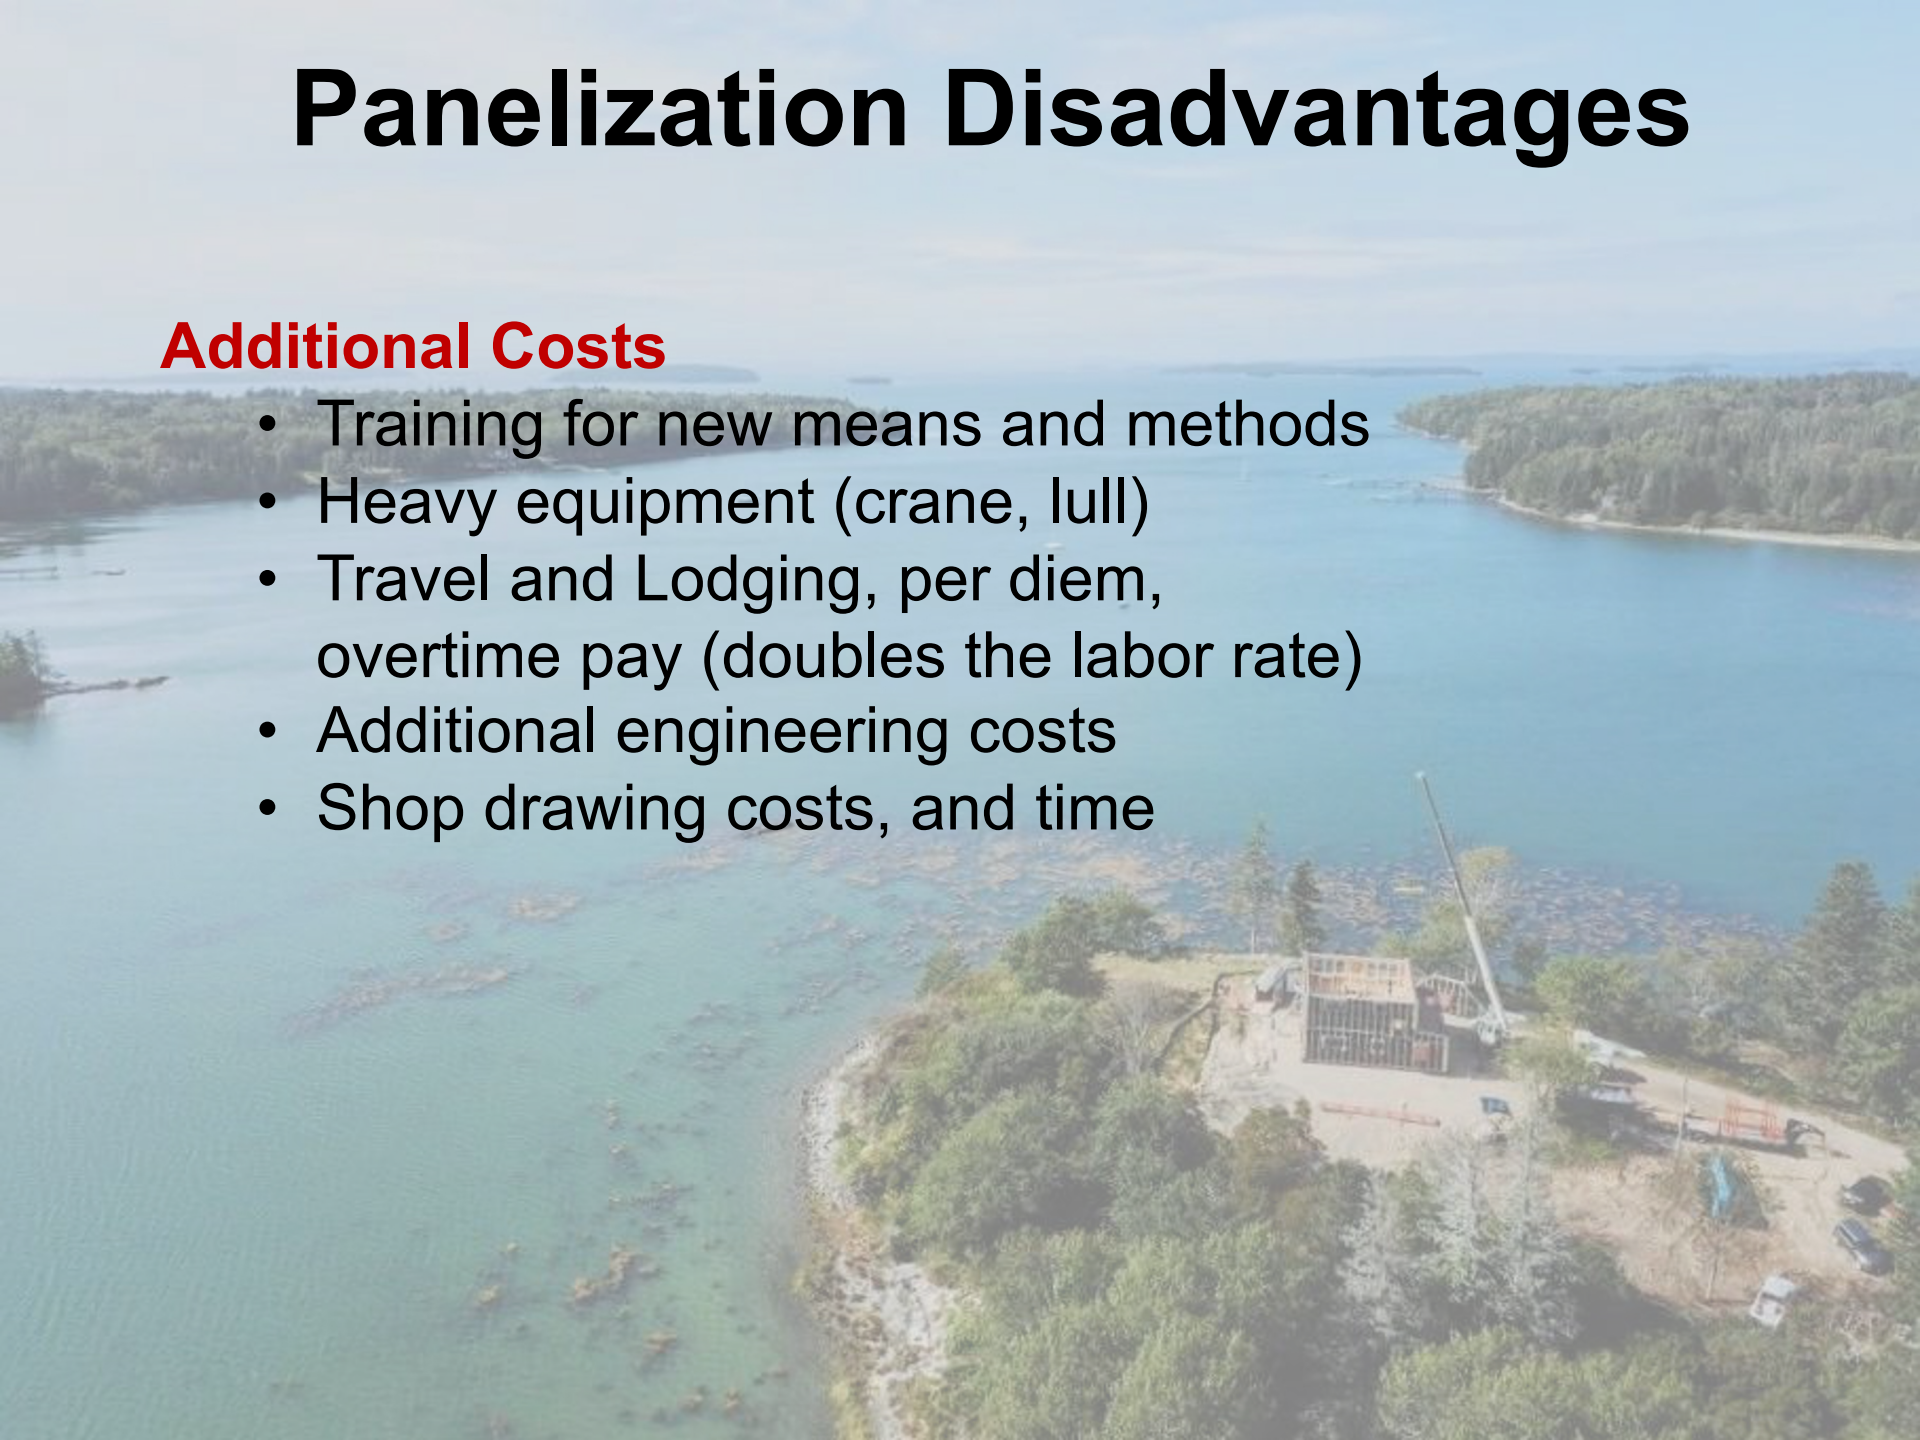 Panelization Disadvantages
Additional Costs
• Training for new means and methods
• Heavy equipment (crane, lull)
• Travel and Lodging, per diem,
overtime pay (doubles the labor rate)
• Additional engineering costs
• Shop drawing costs, and time